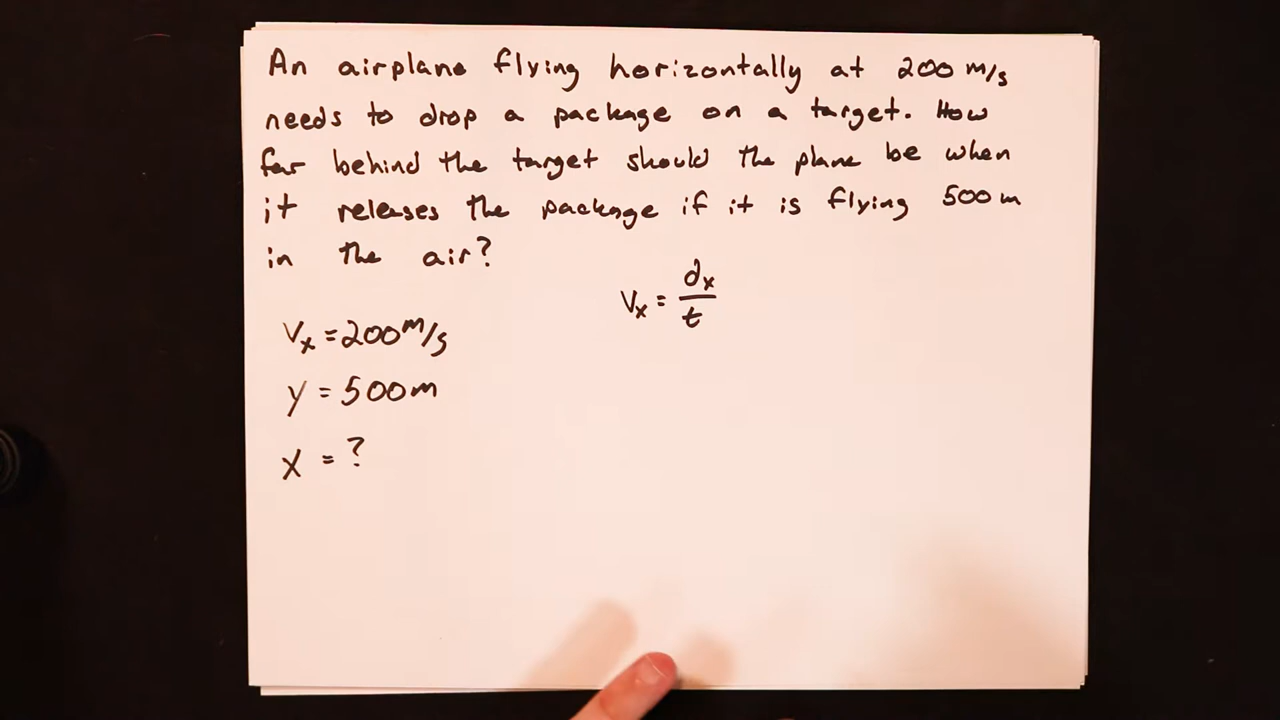 An airplane flying horizontally at 200 m/s
needs to drop a package on a target. How
far behind the target should the plane be when
it releases the package if it is flying 500 m
in the air?
Vx = dx/t
Vx = 200 m/s
y = 500 m
x = ?